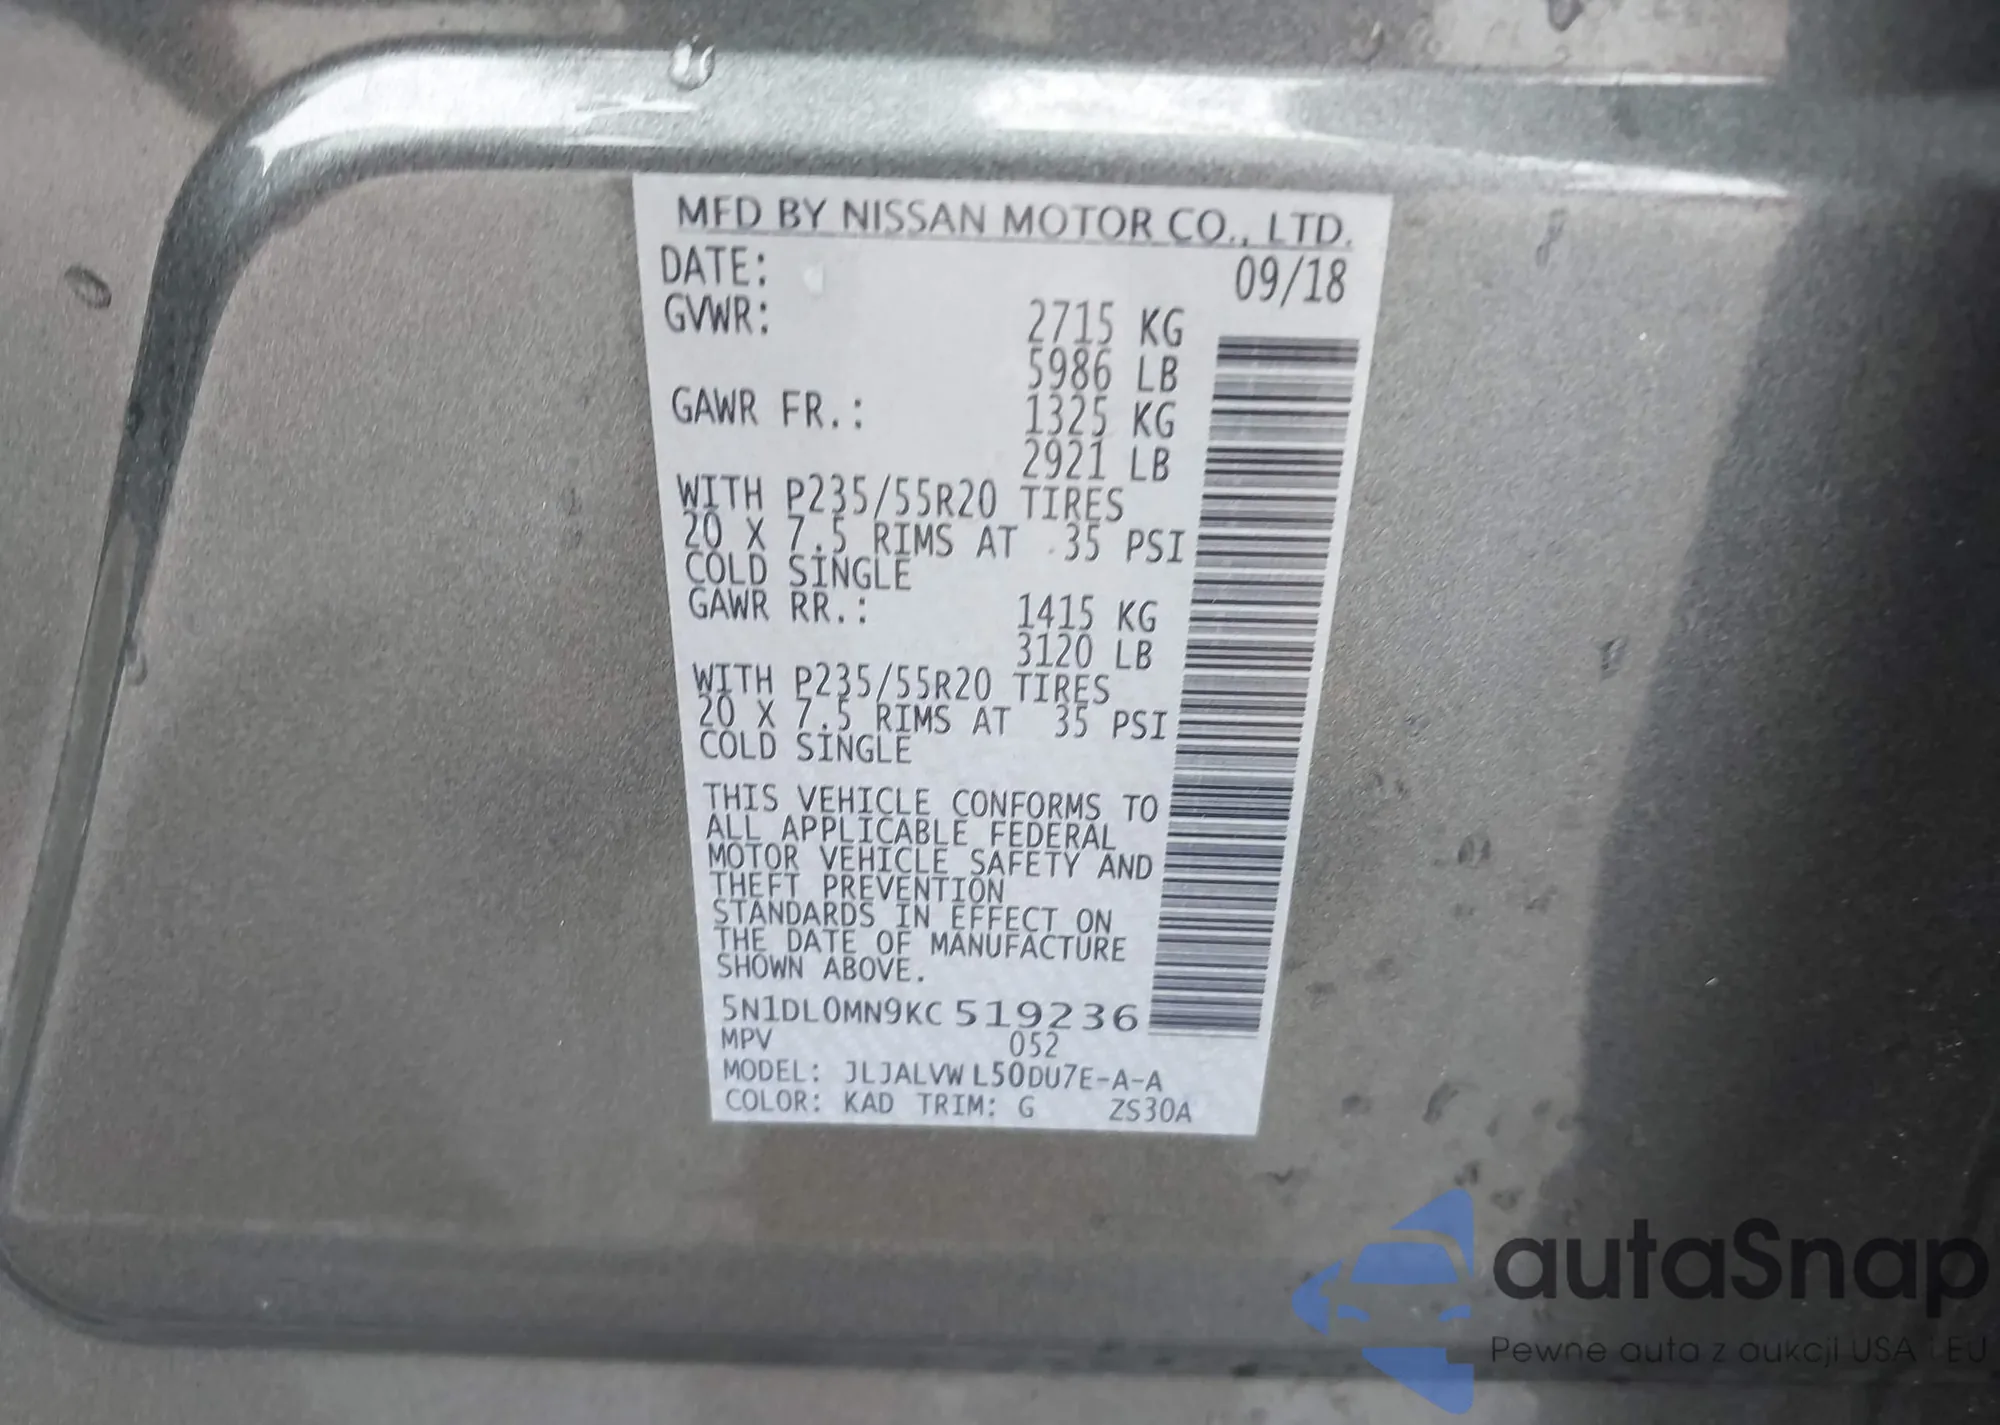 MFD BY NISSAN MOTOR CO., LTD.
DATE: 09/18
GVWR: 2715 KG
5986 LB
GAWR FR.: 1325 KG
2921 LB
WITH P235/55R20 TIRES
20 X 7.5 RIMS AT 35 PSI
COLD SINGLE
GAWR RR.: 1415 KG
3120 LB
WITH P235/55R20 TIRES
20 X 7.5 RIMS AT 35 PSI
COLD SINGLE
THIS VEHICLE CONFORMS TO
ALL APPLICABLE FEDERAL
MOTOR VEHICLE SAFETY AND
THEFT PREVENTION
STANDARDS IN EFFECT ON
THE DATE OF MANUFACTURE
SHOWN ABOVE.
5N1DL0MN9KC519236
MPV 052
MODEL: JLJALVW L50DU7E-A-A
COLOR: KAD TRIM: G ZS30A
autaSnap
Pewne auta z aukcji USA i EU